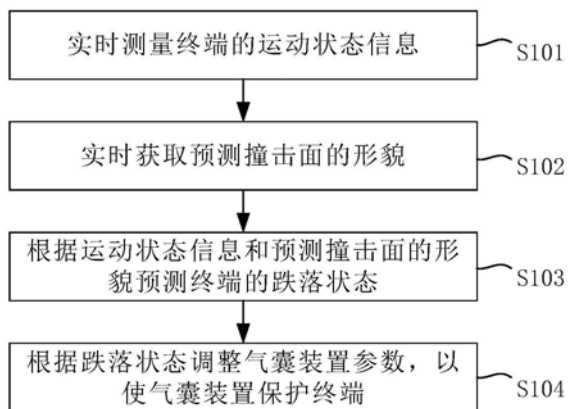 实时测量终端的运动状态信息
S101
实时获取预测撞击面的形貌
S102
根据运动状态信息和预测撞击面的形
貌预测终端的跌落状态
S103
根据跌落状态调整气囊装置参数，以
使气囊装置保护终端
S104